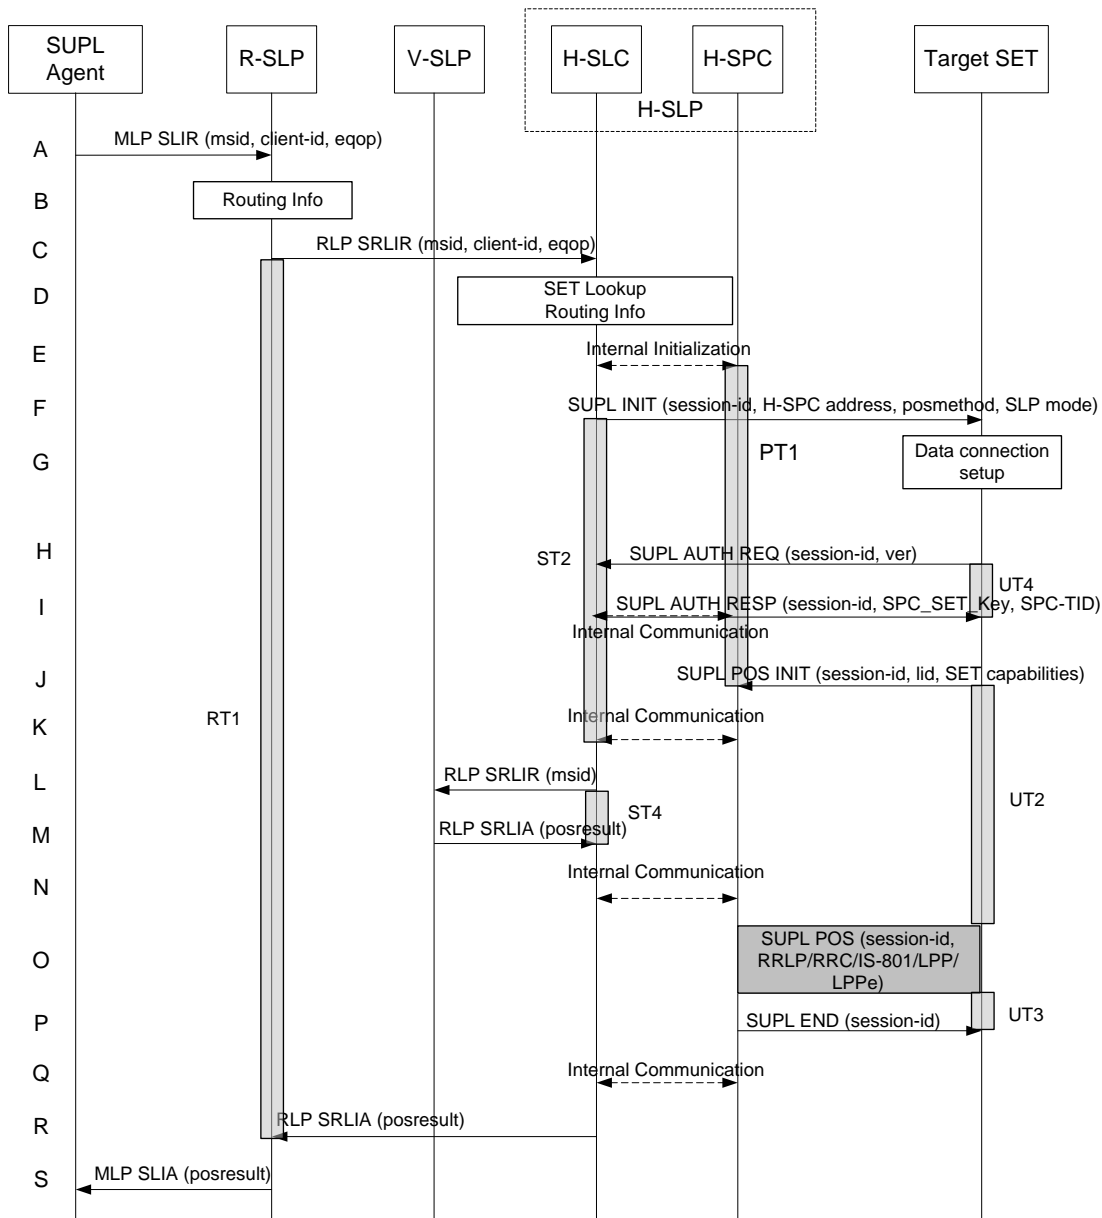 SUPL
Agent
R-SLP
V-SLP
H-SLC
H-SPC
Target SET
H-SLP
A
MLP SLIR (msid, client-id, eqop)
B
Routing Info
C
RLP SRLIR (msid, client-id, eqop)
D
SET Lookup
Routing Info
E
Internal Initialization
F
SUPL INIT (session-id, H-SPC address, posmethod, SLP mode)
G
PT1
Data connection
setup
H
ST2
SUPL AUTH REQ (session-id, ver)
UT4
I
SUPL AUTH RESP (session-id, SPC_SET_Key, SPC-TID)
Internal Communication
J
SUPL POS INIT (session-id, lid, SET capabilities)
RT1
K
Internal Communication
L
RLP SRLIR (msid)
ST4
UT2
M
RLP SRLIA (posresult)
N
Internal Communication
O
SUPL POS (session-id,
RRLP/RRC/IS-801/LPP/
LPPe)
P
SUPL END (session-id)
UT3
Q
Internal Communication
R
RLP SRLIA (posresult)
S
MLP SLIA (posresult)